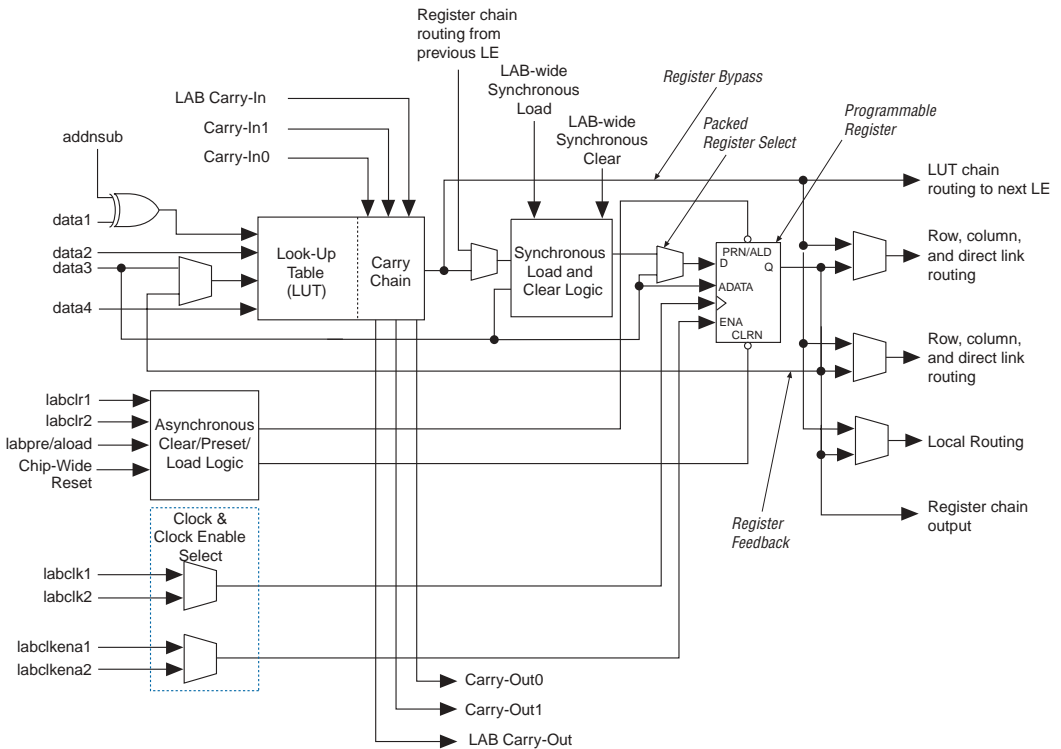 Register chain
routing from
previous LE
LAB-wide
Synchronous
Load
LAB-wide
Synchronous
Clear
Register Bypass
Packed
Register Select
Programmable
Register
LAB Carry-In
Carry-In1
Carry-In0
addnsub
data1
data2
data3
data4
Look-Up
Table
(LUT)
Carry
Chain
Synchronous
Load and
Clear Logic
PRN/ALD
D
Q
ADATA
ENA
CLRN
LUT chain
routing to next LE
Row, column,
and direct link
routing
Row, column,
and direct link
routing
Local Routing
Register chain
output
Register
Feedback
labclr1
labclr2
labpre/aload
Chip-Wide
Reset
Asynchronous
Clear/Preset/
Load Logic
Clock &
Clock Enable
Select
labclk1
labclk2
labclkena1
labclkena2
Carry-Out0
Carry-Out1
LAB Carry-Out